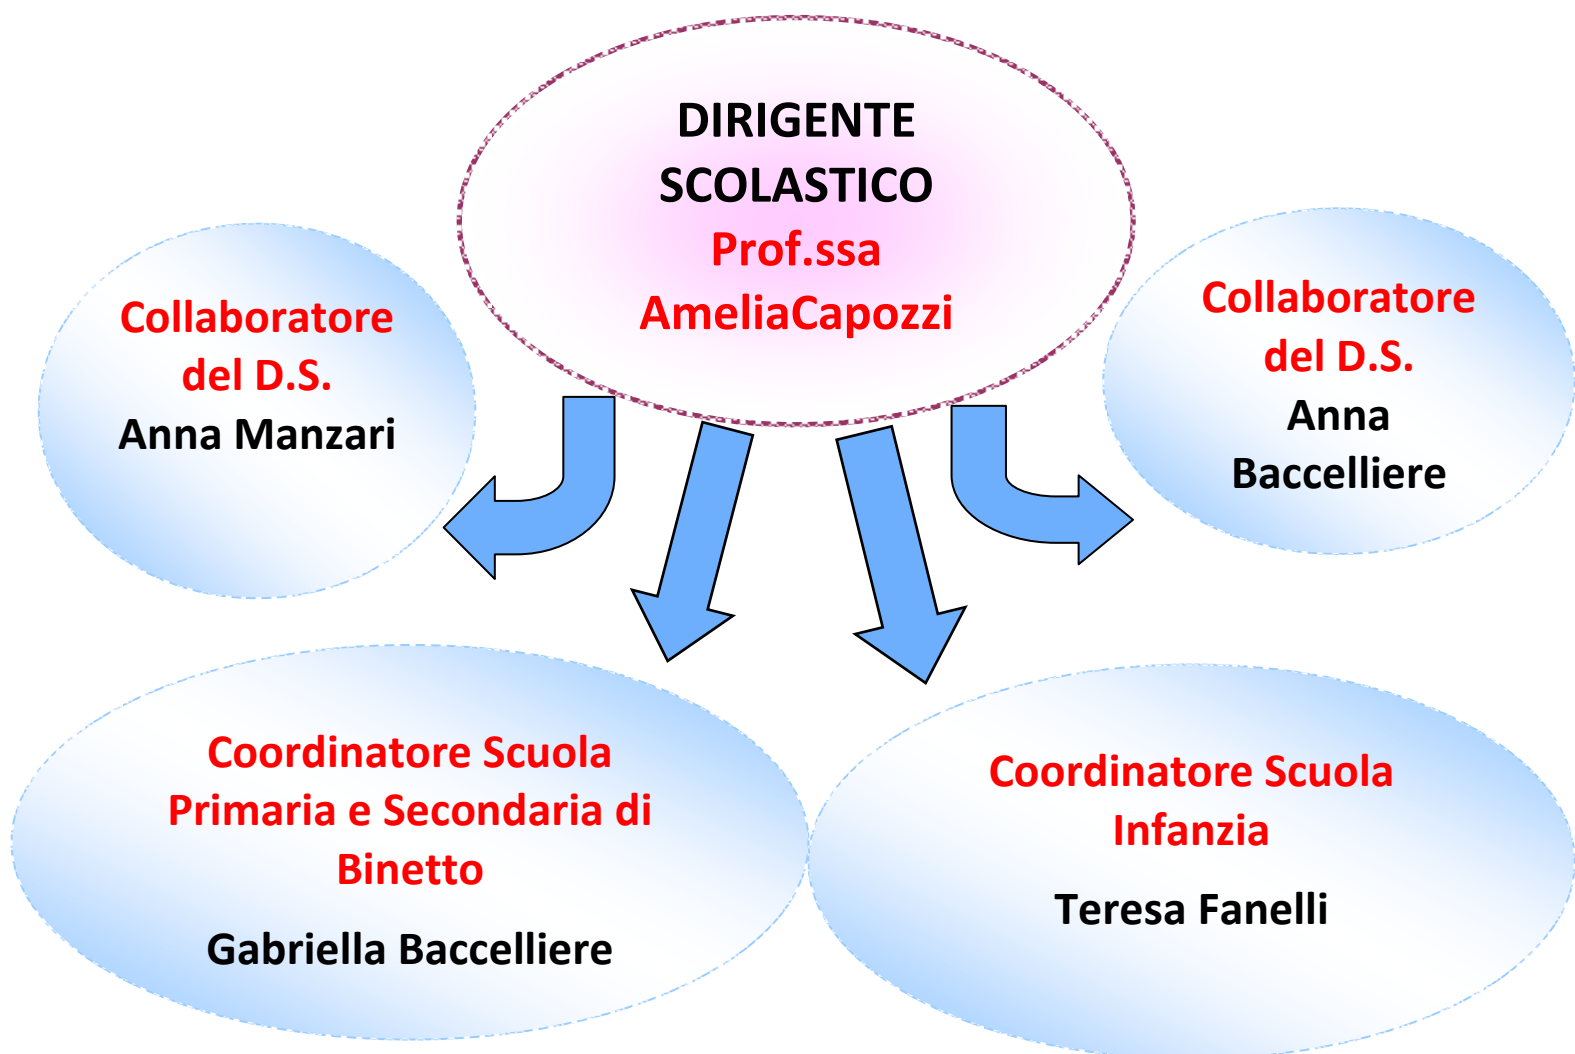 DIRIGENTE
SCOLASTICO
Prof.ssa
AmeliaCapozzi
Collaboratore
del D.S.
Anna Manzari
Collaboratore
del D.S.
Anna
Baccelliere
Coordinatore Scuola
Primaria e Secondaria di
Binetto
Gabriella Baccelliere
Coordinatore Scuola
Infanzia
Teresa Fanelli